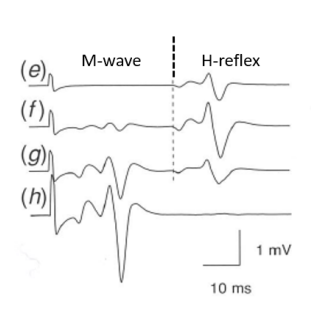 M-wave
H-reflex
(e)
(f)
(g)
(h)
1 mV
10 ms